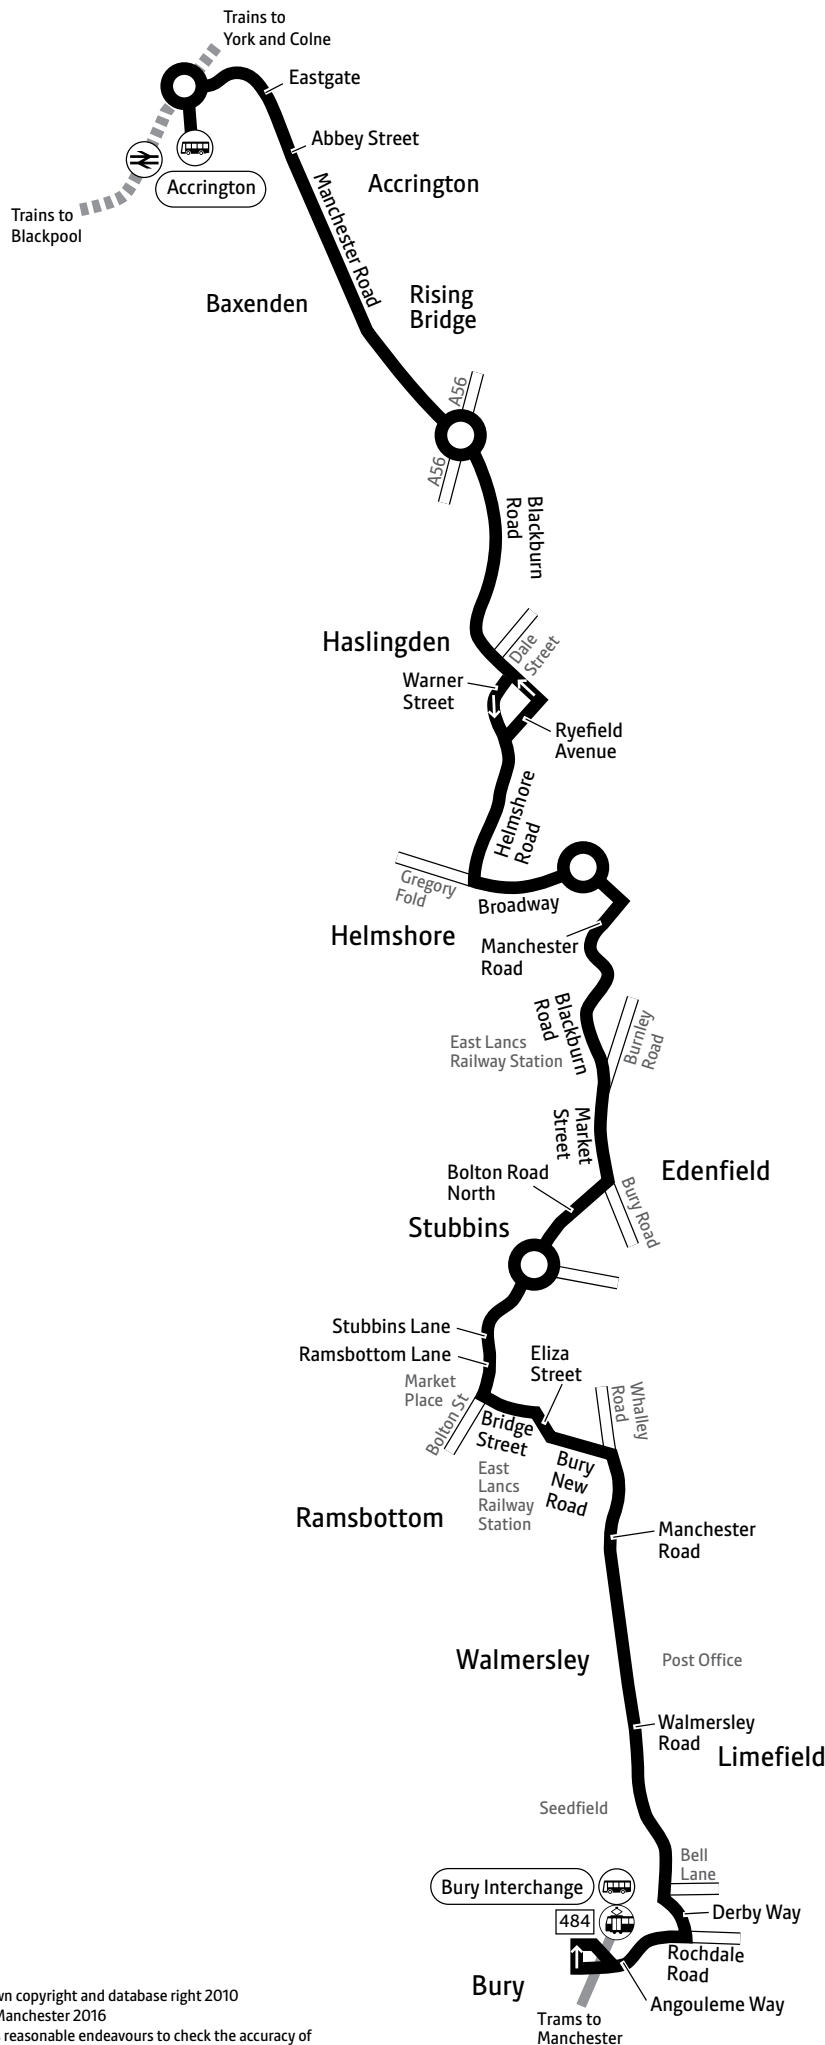 Trains to
York and Colne
Eastgate
Abbey Street
Accrington
Accrington
Trains to
Blackpool
Manchester Road
Baxenden
Rising
Bridge
A56
A56
Blackburn
Road
Haslingden
Dale
Street
Warner
Street
Ryefield
Avenue
Helmshore
Road
Gregory
Fold
Broadway
Helmshore
Manchester
Road
Blackburn
Road
East Lancs
Railway Station
Burnley
Road
Market
Street
Edenfield
Bolton Road
North
Bury Road
Stubbins
Stubbins Lane
Ramsbottom Lane
Eliza
Street
Market
Place
Bolton St
Bridge
Street
Whalley
Road
Bury
New
Road
East
Lancs
Railway
Station
Ramsbottom
Manchester
Road
Walmersley
Post Office
Walmersley
Road
Limefield
Seedfield
Bell
Lane
Bury Interchange
484
Derby Way
Rochdale
Road
Bury
Angouleme Way
Trams to
Manchester
copyright and database right 2010
Manchester 2016
reasonable endeavours to check the accuracy of